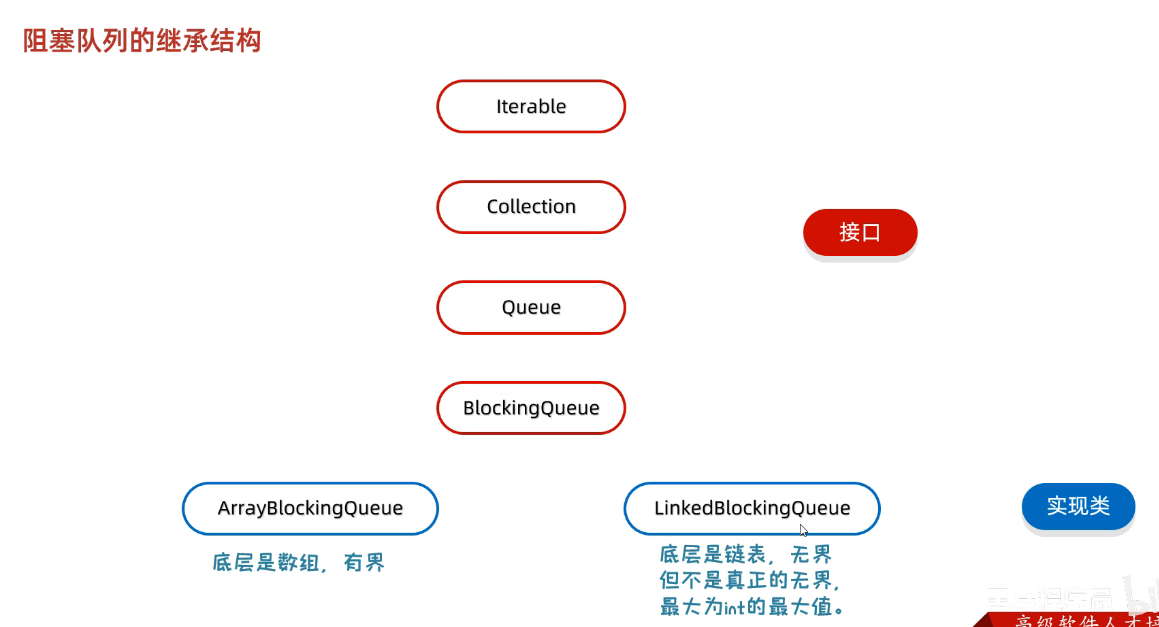 阻塞队列的继承结构
Iterable
Collection
接口
Queue
BlockingQueue
ArrayBlockingQueue
LinkedBlockingQueue
实现类
底层是数组，有界
底层是链表，无界
但不是真正的无界，
最大为int的最大值。
高级软件人才培